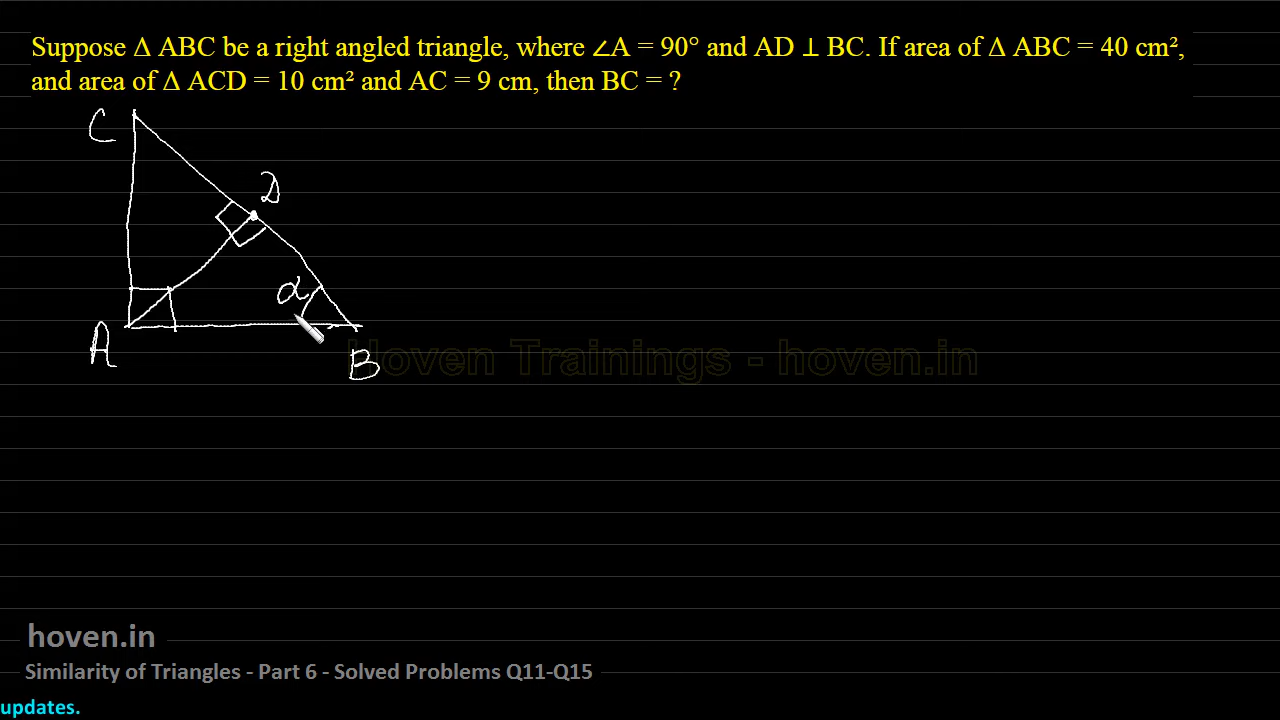 Suppose Δ ABC be a right angled triangle, where ∠A = 90° and AD ⊥ BC. If area of Δ ABC = 40 cm²,
and area of Δ ACD = 10 cm² and AC = 9 cm, then BC = ?
C
D
α
A
B
Hoven Trainings - hoven.in
hoven.in
Similarity of Triangles - Part 6 - Solved Problems Q11-Q15
updates.